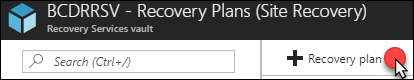 BCDRRSV - Recovery Plans (Site Recovery)
Recovery Services vault
Search (Ctrl+/)
Recovery plan